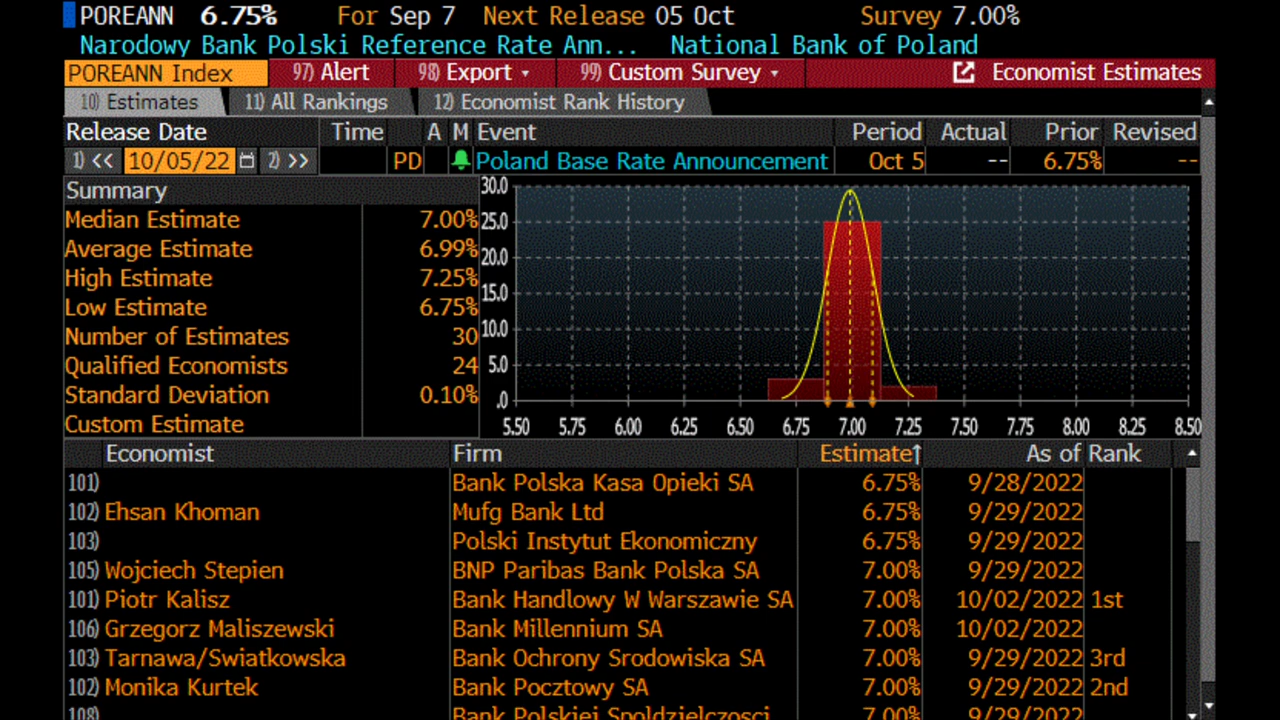 POREANN 6.75% For Sep 7 Next Release 05 Oct Survey 7.00%
Narodowy Bank Polski Reference Rate Ann... National Bank of Poland
POREANN Index 97) Alert 98) Export 99) Custom Survey Economist Estimates
10) Estimates 11) All Rankings 12) Economist Rank History
Release Date Time A M Event Period Actual Prior Revised
1) << 10/05/22 2) >> PD Poland Base Rate Announcement Oct 5 -- 6.75% --
Summary
Median Estimate 7.00%
Average Estimate 6.99%
High Estimate 7.25%
Low Estimate 6.75%
Number of Estimates 30
Qualified Economists 24
Standard Deviation 0.10%
Custom Estimate
30.0
25.0
20.0
15.0
10.0
5.0
.0
5.50 5.75 6.00 6.25 6.50 6.75 7.00 7.25 7.50 7.75 8.00 8.25 8.50
Economist Firm Estimate↑ As of Rank
101) Bank Polska Kasa Opieki SA 6.75% 9/28/2022
102) Ehsan Khoman Mufg Bank Ltd 6.75% 9/29/2022
103) Polski Instytut Ekonomiczny 6.75% 9/29/2022
105) Wojciech Stepien BNP Paribas Bank Polska SA 7.00% 9/29/2022
101) Piotr Kalisz Bank Handlowy W Warszawie SA 7.00% 10/02/2022 1st
106) Grzegorz Maliszewski Bank Millennium SA 7.00% 10/02/2022
103) Tarnawa/Swiatkowska Bank Ochrony Srodowiska SA 7.00% 9/29/2022 3rd
102) Monika Kurtek Bank Pocztowy SA 7.00% 9/29/2022 2nd
108) Bank Polskiej Spoldzielczosci 7.00% 9/29/2022